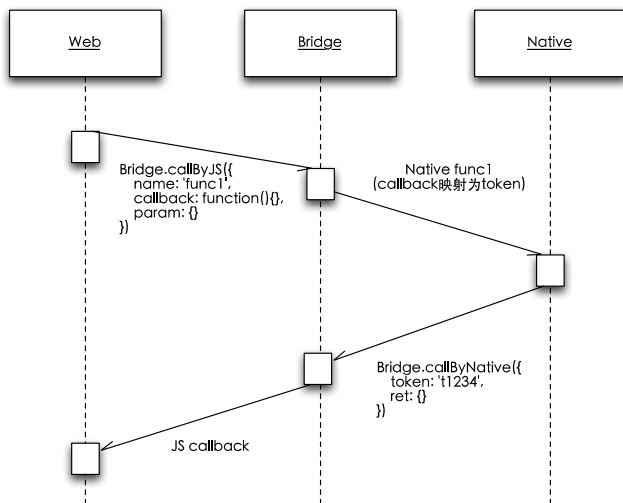 Web
Bridge
Native
Bridge.callByJS({
name: 'func1',
callback: function(){},
param: {}
})
Native func1
(callback映射为token)
Bridge.callByNative({
token: 't1234',
ret: {}
})
JS callback